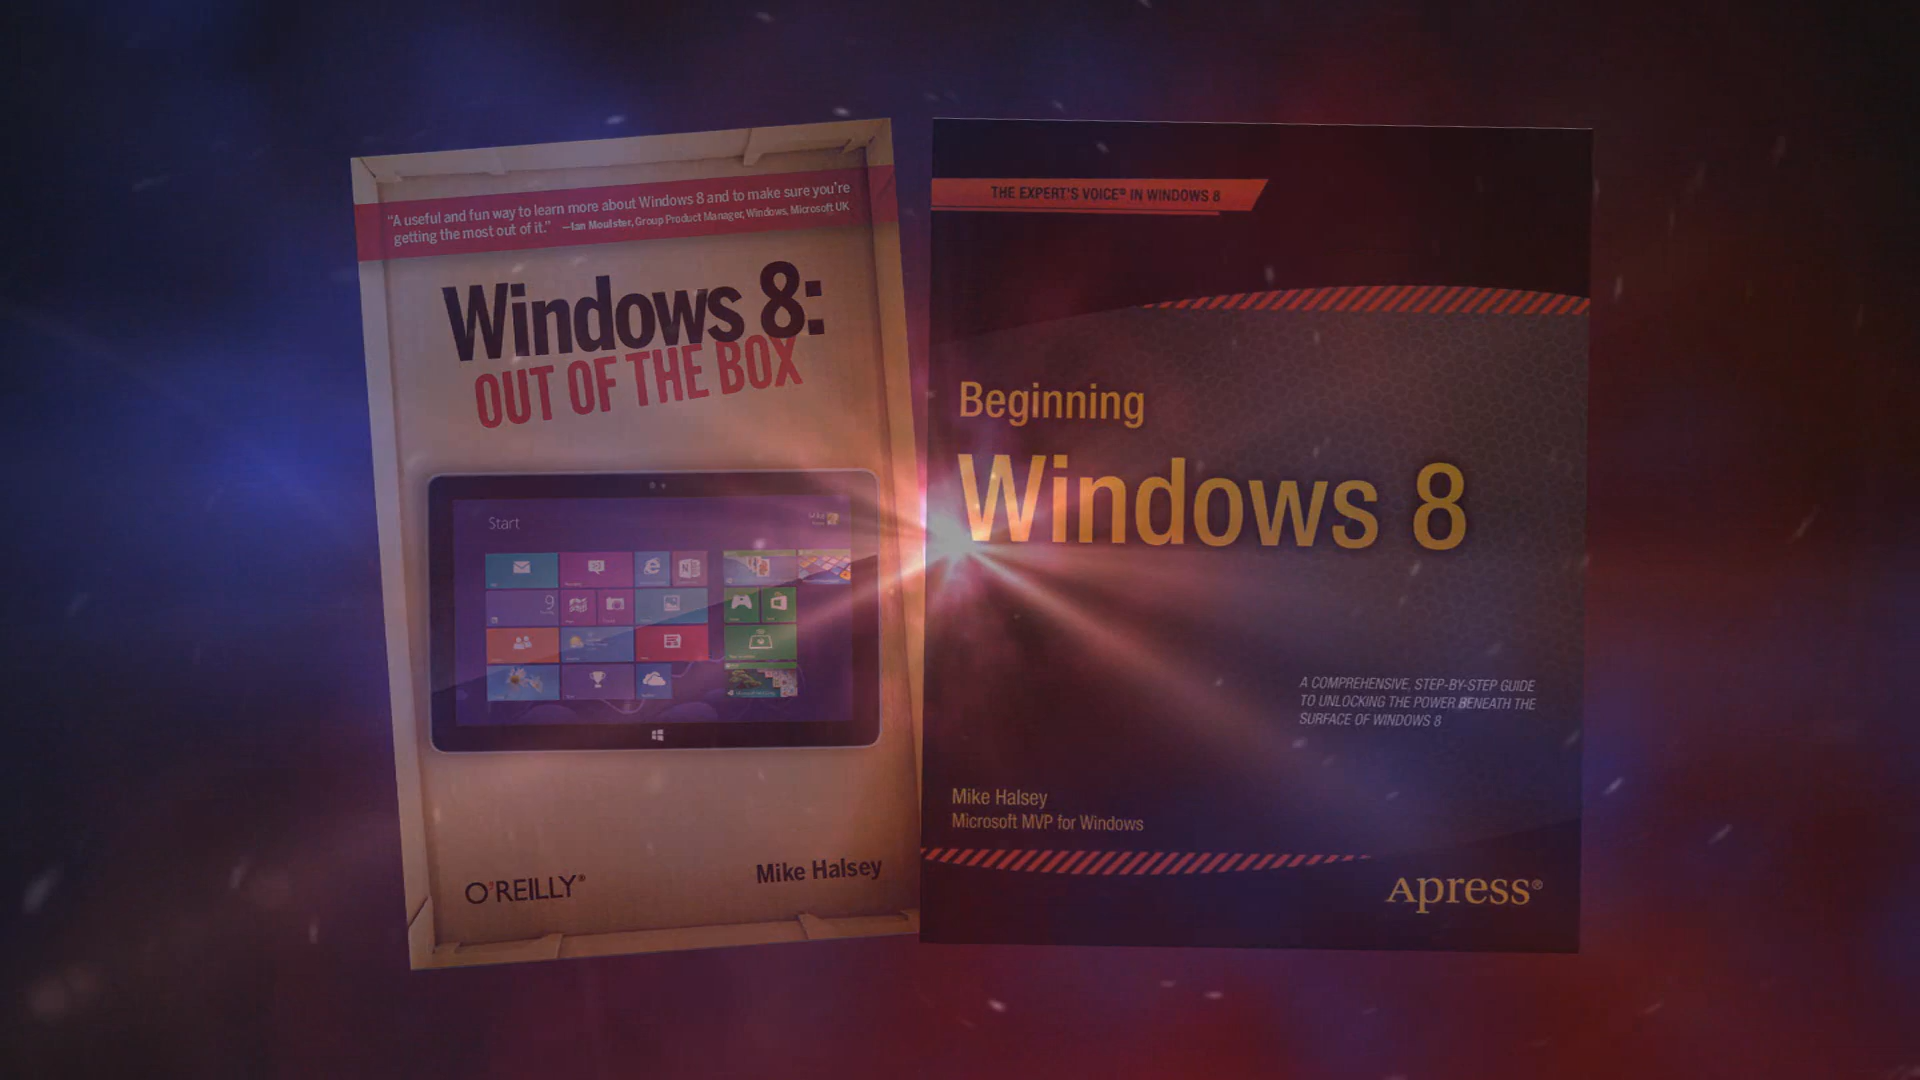 "A useful and fun way to learn more about Windows 8 and to make sure you're
getting the most out of it." —Ian Moulster, Group Product Manager, Windows, Microsoft UK
Windows 8:
OUT OF THE BOX
Start
Mike
9
O'REILLY®
Mike Halsey
THE EXPERT'S VOICE® IN WINDOWS 8
Beginning
Windows 8
A COMPREHENSIVE, STEP-BY-STEP GUIDE
TO UNLOCKING THE POWER BENEATH THE
SURFACE OF WINDOWS 8
Mike Halsey
Microsoft MVP for Windows
Apress®